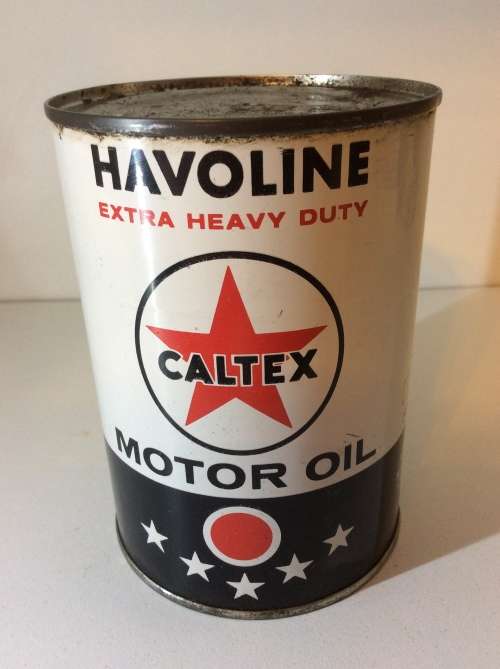 HAVOLINE
EXTRA HEAVY DUTY
CALTEX
MOTOR OIL